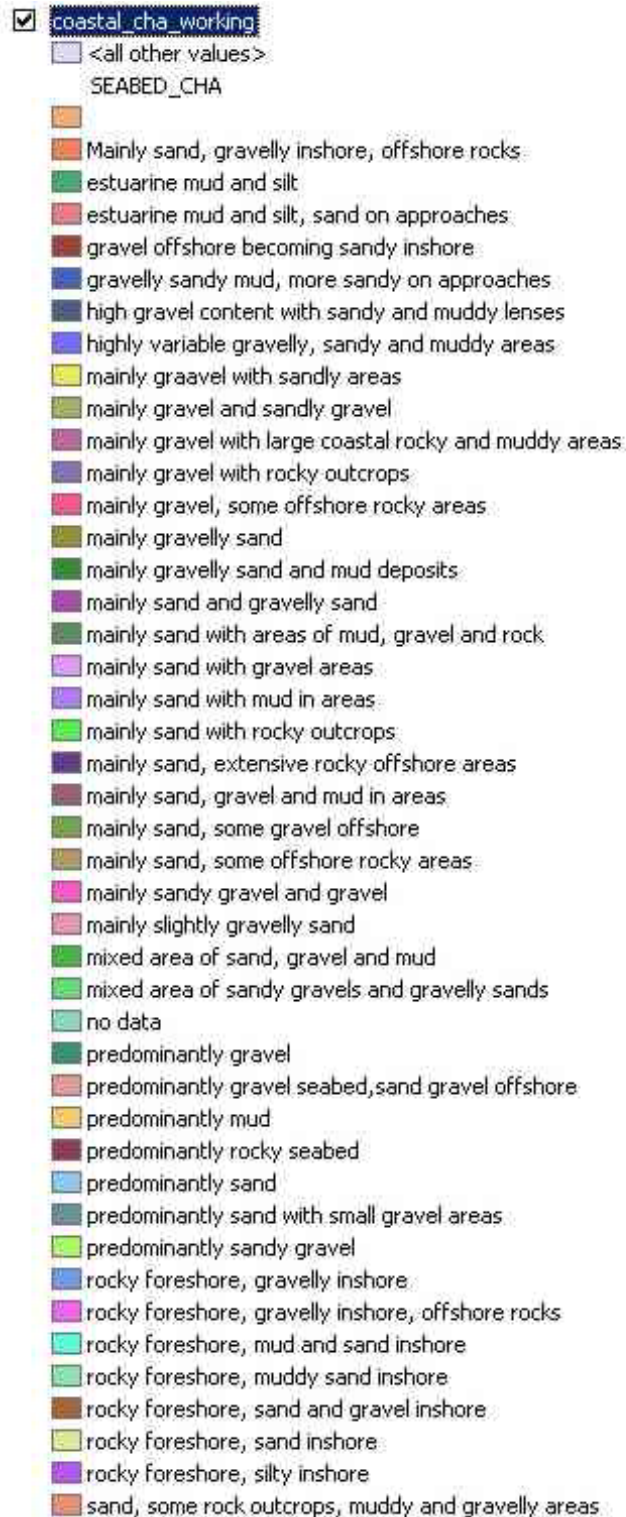 coastal_cha_working
<all other values>
SEABED_CHA
Mainly sand, gravelly inshore, offshore rocks
estuarine mud and silt
estuarine mud and silt, sand on approaches
gravel offshore becoming sandy inshore
gravelly sandy mud, more sandy on approaches
high gravel content with sandy and muddy lenses
highly variable gravelly, sandy and muddy areas
mainly graavel with sandly areas
mainly gravel and sandly gravel
mainly gravel with large coastal rocky and muddy areas
mainly gravel with rocky outcrops
mainly gravel, some offshore rocky areas
mainly gravelly sand
mainly gravelly sand and mud deposits
mainly sand and gravelly sand
mainly sand with areas of mud, gravel and rock
mainly sand with gravel areas
mainly sand with mud in areas
mainly sand with rocky outcrops
mainly sand, extensive rocky offshore areas
mainly sand, gravel and mud in areas
mainly sand, some gravel offshore
mainly sand, some offshore rocky areas
mainly sandy gravel and gravel
mainly slightly gravelly sand
mixed area of sand, gravel and mud
mixed area of sandy gravels and gravelly sands
no data
predominantly gravel
predominantly gravel seabed,sand gravel offshore
predominantly mud
predominantly rocky seabed
predominantly sand
predominantly sand with small gravel areas
predominantly sandy gravel
rocky foreshore, gravelly inshore
rocky foreshore, gravelly inshore, offshore rocks
rocky foreshore, mud and sand inshore
rocky foreshore, muddy sand inshore
rocky foreshore, sand and gravel inshore
rocky foreshore, sand inshore
rocky foreshore, silty inshore
sand, some rock outcrops, muddy and gravelly areas